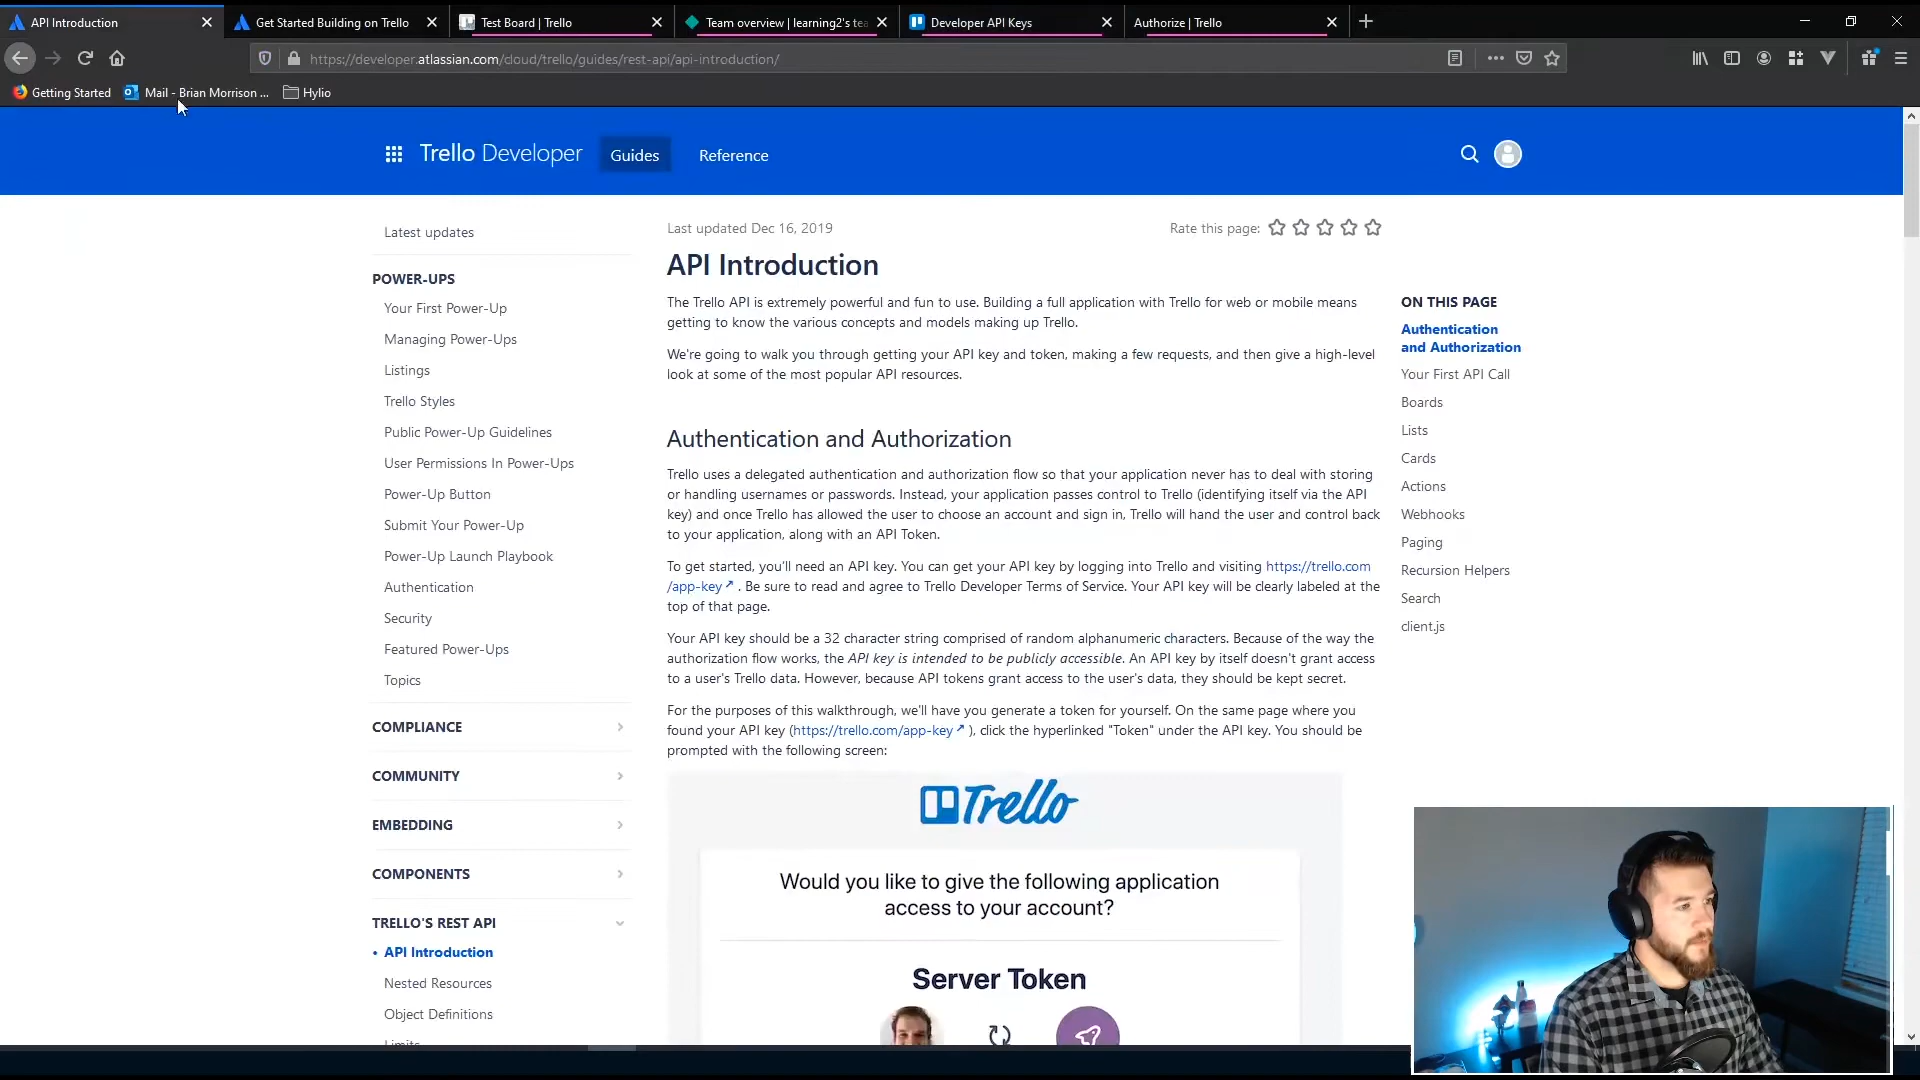 API Introduction
Get Started Building on Trello
Test Board | Trello
Team overview | learning2's tea
Developer API Keys
Authorize | Trello
https://developer.atlassian.com/cloud/trello/guides/rest-api/api-introduction/
Getting Started
Mail - Brian Morrison ...
Hylio
Trello Developer
Guides
Reference
Latest updates
POWER-UPS
Your First Power-Up
Managing Power-Ups
Listings
Trello Styles
Public Power-Up Guidelines
User Permissions In Power-Ups
Power-Up Button
Submit Your Power-Up
Power-Up Launch Playbook
Authentication
Security
Featured Power-Ups
Topics
COMPLIANCE
COMMUNITY
EMBEDDING
COMPONENTS
TRELLO'S REST API
• API Introduction
Nested Resources
Object Definitions
Limits
Last updated Dec 16, 2019
Rate this page:
API Introduction
The Trello API is extremely powerful and fun to use. Building a full application with Trello for web or mobile means
getting to know the various concepts and models making up Trello.
We're going to walk you through getting your API key and token, making a few requests, and then give a high-level
look at some of the most popular API resources.
Authentication and Authorization
Trello uses a delegated authentication and authorization flow so that your application never has to deal with storing
or handling usernames or passwords. Instead, your application passes control to Trello (identifying itself via the API
key) and once Trello has allowed the user to choose an account and sign in, Trello will hand the user and control back
to your application, along with an API Token.
To get started, you'll need an API key. You can get your API key by logging into Trello and visiting https://trello.com
/app-key . Be sure to read and agree to Trello Developer Terms of Service. Your API key will be clearly labeled at the
top of that page.
Your API key should be a 32 character string comprised of random alphanumeric characters. Because of the way the
authorization flow works, the API key is intended to be publicly accessible. An API key by itself doesn't grant access
to a user's Trello data. However, because API tokens grant access to the user's data, they should be kept secret.
For the purposes of this walkthrough, we'll have you generate a token for yourself. On the same page where you
found your API key (https://trello.com/app-key ), click the hyperlinked "Token" under the API key. You should be
prompted with the following screen:
Trello
Would you like to give the following application
access to your account?
Server Token
ON THIS PAGE
Authentication
and Authorization
Your First API Call
Boards
Lists
Cards
Actions
Webhooks
Paging
Recursion Helpers
Search
client.js